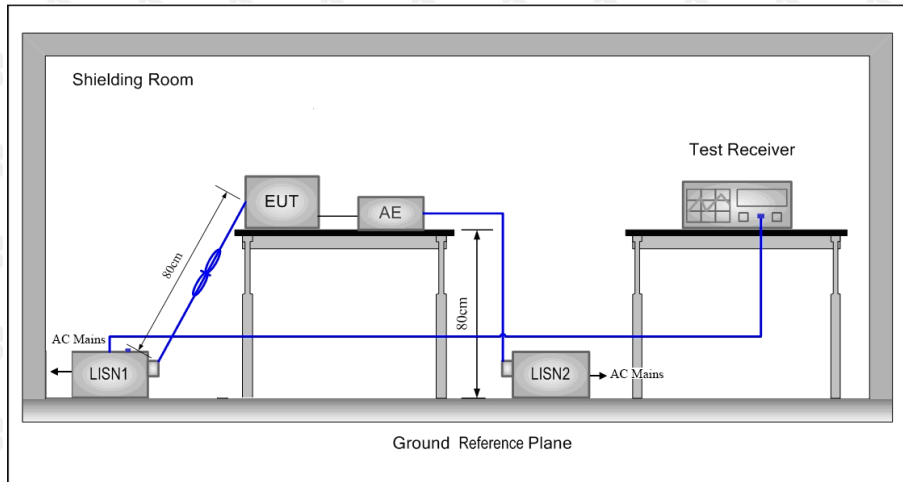 Shielding Room
Test Receiver
EUT
AE
80cm
80cm
AC Mains
LISN1
LISN2
AC Mains
Ground Reference Plane